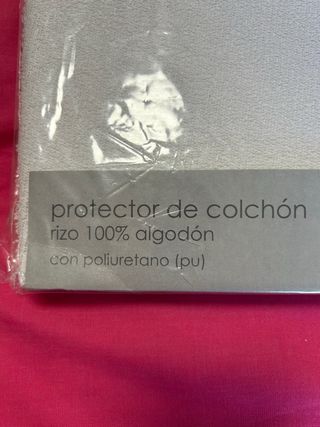 protector de colchón
rizo 100% algodón
con poliuretano (pu)